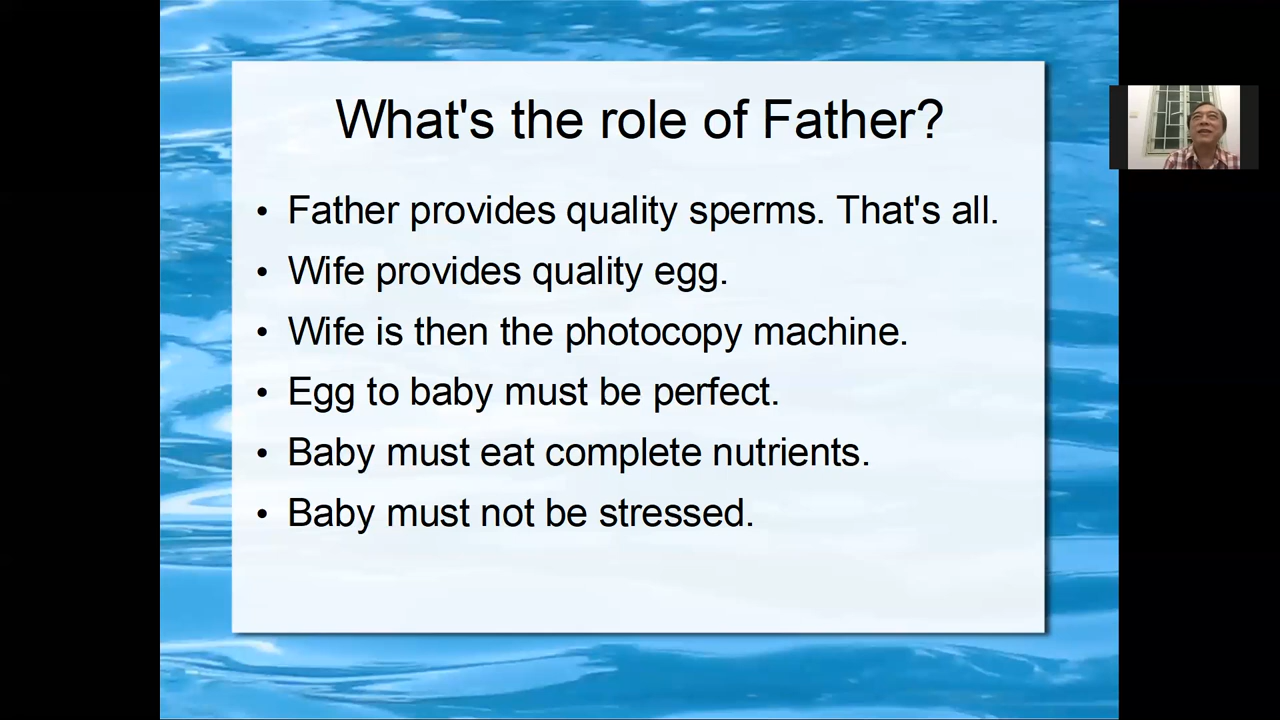 What's the role of Father?
• Father provides quality sperms. That's all.
• Wife provides quality egg.
• Wife is then the photocopy machine.
• Egg to baby must be perfect.
• Baby must eat complete nutrients.
• Baby must not be stressed.